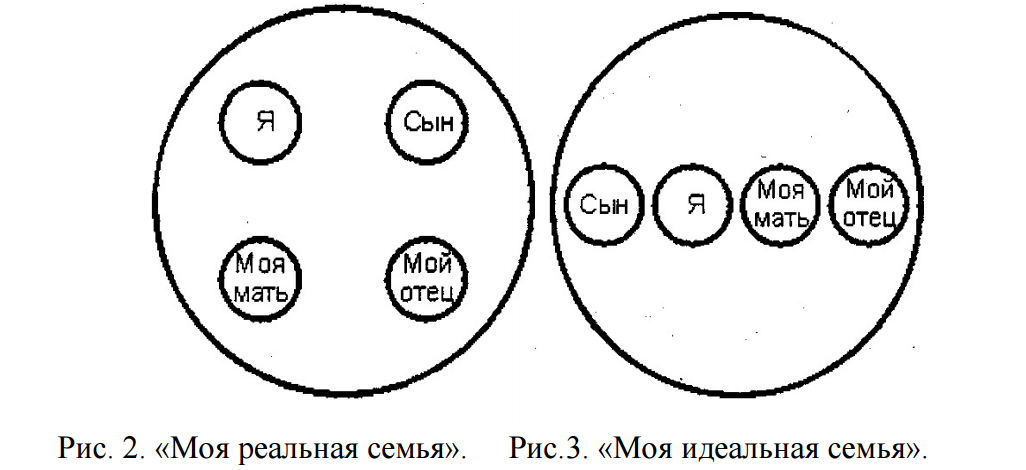 Я
Сын
Моя
мать
Мой
отец
Сын
Я
Моя
мать
Мой
отец
Рис. 2. «Моя реальная семья».
Рис.3. «Моя идеальная семья».